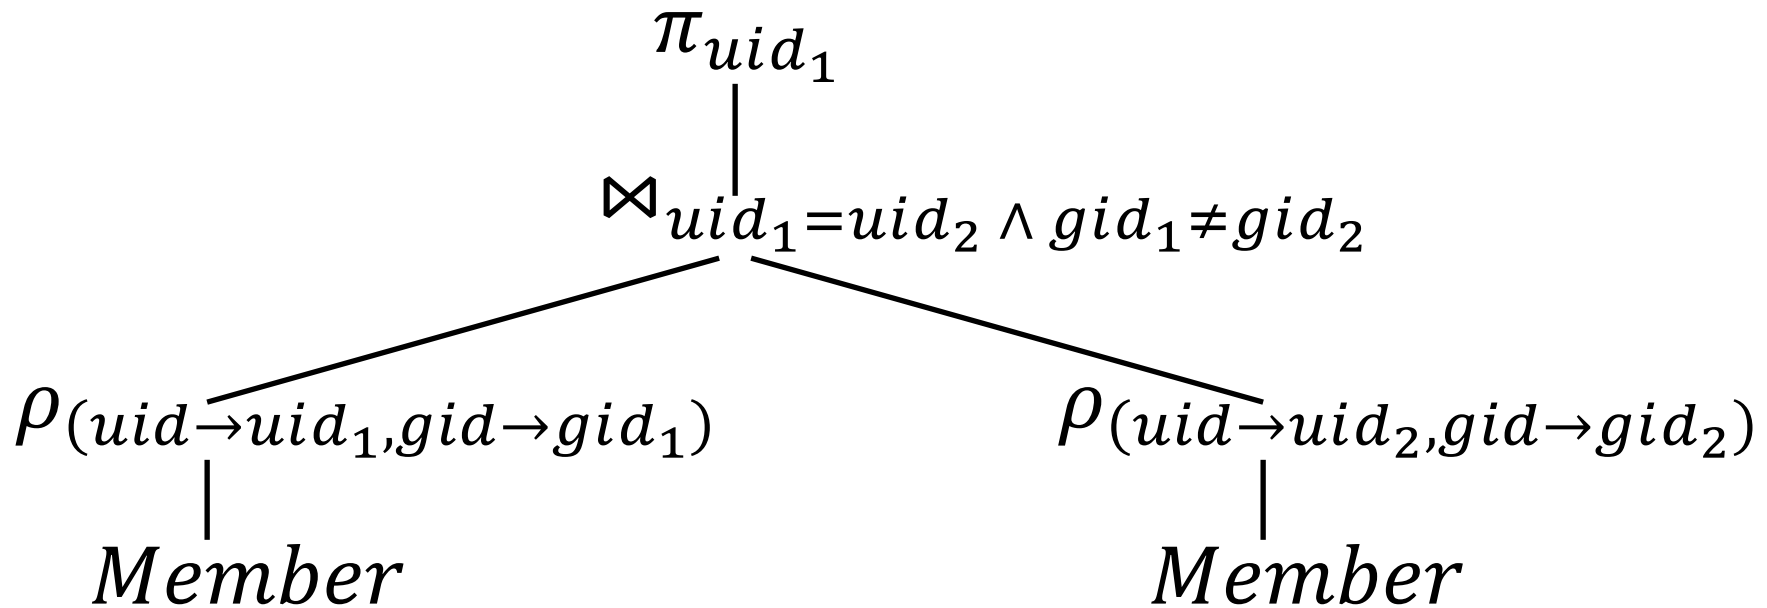 π_{uid_1}
⋈_{uid_1=uid_2 ∧ gid_1≠gid_2}
ρ_{(uid→uid_1,gid→gid_1)} ρ_{(uid→uid_2,gid→gid_2)}
Member Member